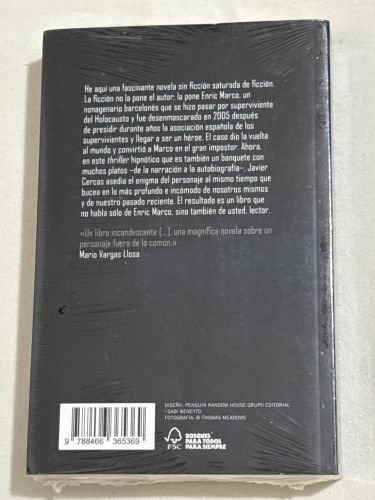 He aquí una fascinante novela sin ficción saturada de ficción.
La ficción no la pone el autor: la pone Enric Marco, un
nonagenario barcelonés que se hizo pasar por superviviente
del Holocausto y fue desenmascarado en 2005 después
de presidir durante años la asociación española de los
supervivientes y llegar a ser un héroe. El caso dio la vuelta
al mundo y convirtió a Marco en el gran impostor. Ahora,
en este thriller hipnótico que es también un banquete con
muchos platos –de la narración a la autobiografía–, Javier
Cercas asedia el enigma del personaje al mismo tiempo que
bucea en lo más profundo e incómodo de nosotros mismos
y de nuestro pasado reciente. El resultado es un libro que
no habla sólo de Enric Marco, sino también de usted, lector.
«Un libro incandescente [...], una magnífica novela sobre un
personaje fuera de lo común.»
Mario Vargas Llosa
DISEÑO: PENGUIN RANDOM HOUSE GRUPO EDITORIAL
/ GABI BENEYTO
FOTOGRAFÍA: © THOMAS MEADOWS
9 788466 365369
FSC
BOSQUES
PARA TODOS
PARA SIEMPRE